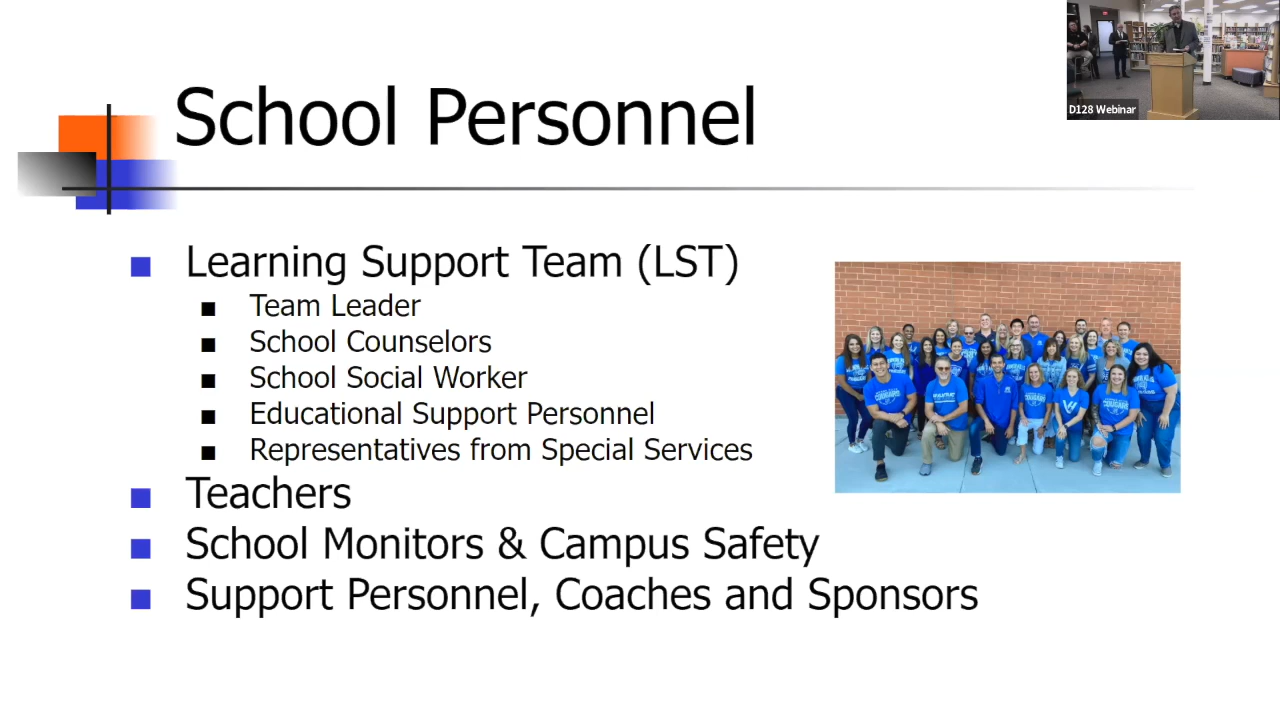 School Personnel
D128 Webinar
Learning Support Team (LST)
Team Leader
School Counselors
School Social Worker
Educational Support Personnel
Representatives from Special Services
Teachers
School Monitors & Campus Safety
Support Personnel, Coaches and Sponsors